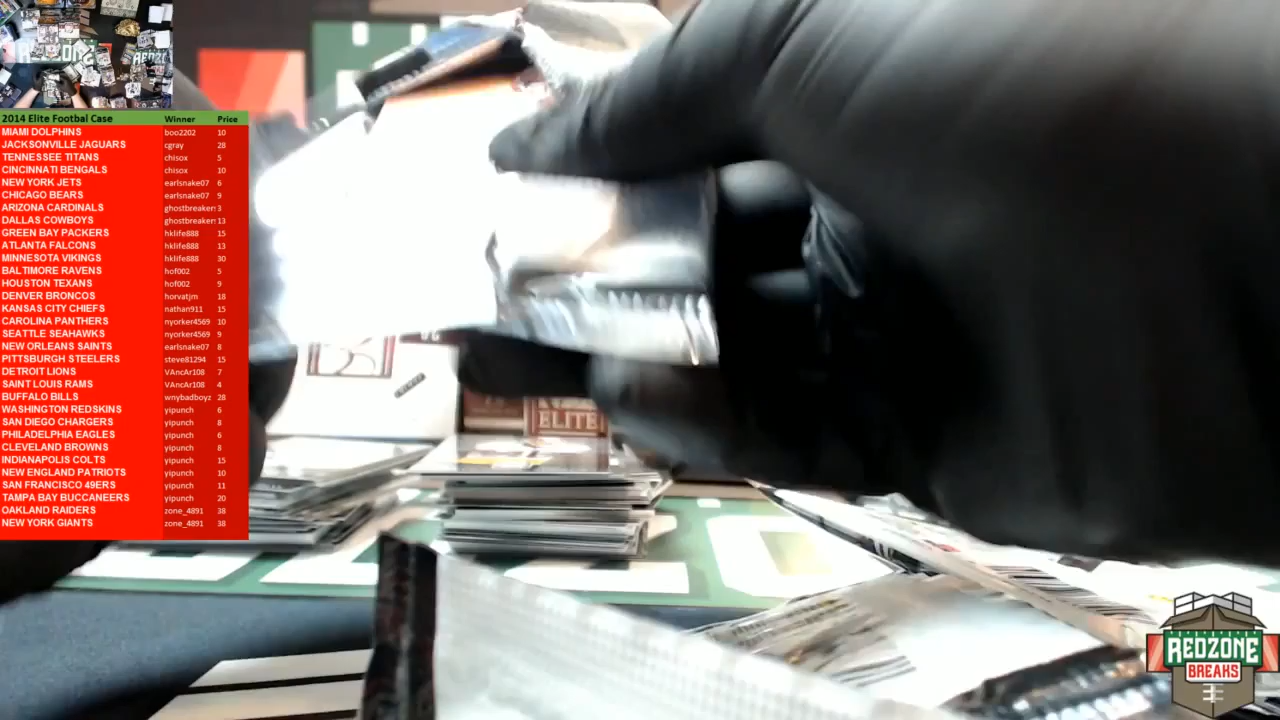 REDZONE
REDZONE
2014 Elite Footbal Case Winner Price
MIAMI DOLPHINS boo2202 10
JACKSONVILLE JAGUARS cgray 28
TENNESSEE TITANS chisox 5
CINCINNATI BENGALS chisox 10
NEW YORK JETS earlsnake07 6
CHICAGO BEARS earlsnake07 9
ARIZONA CARDINALS ghostbreaker 3
DALLAS COWBOYS ghostbreaker 13
GREEN BAY PACKERS hklife888 15
ATLANTA FALCONS hklife888 13
MINNESOTA VIKINGS hklife888 30
BALTIMORE RAVENS hof002 5
HOUSTON TEXANS hof002 9
DENVER BRONCOS horvatjm 18
KANSAS CITY CHIEFS nathan911 15
CAROLINA PANTHERS nyorker4569 10
SEATTLE SEAHAWKS nyorker4569 9
NEW ORLEANS SAINTS earlsnake07 8
PITTSBURGH STEELERS steve81294 15
DETROIT LIONS VAncAr108 7
SAINT LOUIS RAMS VAncAr108 4
BUFFALO BILLS wnybadboyz 28
WASHINGTON REDSKINS yipunch 6
SAN DIEGO CHARGERS yipunch 8
PHILADELPHIA EAGLES yipunch 6
CLEVELAND BROWNS yipunch 8
INDIANAPOLIS COLTS yipunch 15
NEW ENGLAND PATRIOTS yipunch 10
SAN FRANCISCO 49ERS yipunch 11
TAMPA BAY BUCCANEERS yipunch 20
OAKLAND RAIDERS zone_4891 38
NEW YORK GIANTS zone_4891 38
ELITE
REDZONE
BREAKS